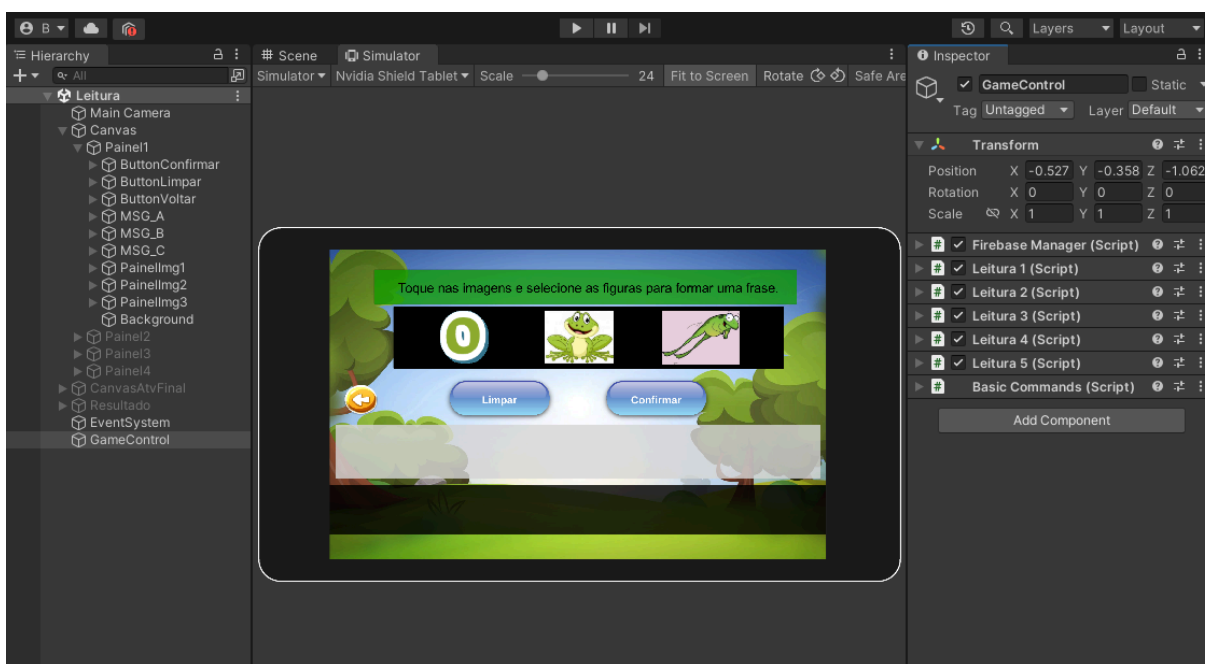 B
Layers
Layout
Hierarchy
# Scene
Simulator
Inspector
All
Simulator
Nvidia Shield Tablet
Scale
24
Fit to Screen
Rotate
Safe Are
Leitura
Main Camera
Canvas
Painel1
ButtonConfirmar
ButtonLimpar
ButtonVoltar
MSG_A
MSG_B
MSG_C
PainelImg1
PainelImg2
PainelImg3
Background
Painel2
Painel3
Painel4
CanvasAtvFinal
Resultado
EventSystem
GameControl
Toque nas imagens e selecione as figuras para formar uma frase.
O
Limpar
Confirmar
GameControl
Static
Tag Untagged
Layer Default
Transform
Position X -0.527 Y -0.358 Z -1.062
Rotation X 0 Y 0 Z 0
Scale X 1 Y 1 Z 1
# Firebase Manager (Script)
# Leitura 1 (Script)
# Leitura 2 (Script)
# Leitura 3 (Script)
# Leitura 4 (Script)
# Leitura 5 (Script)
# Basic Commands (Script)
Add Component